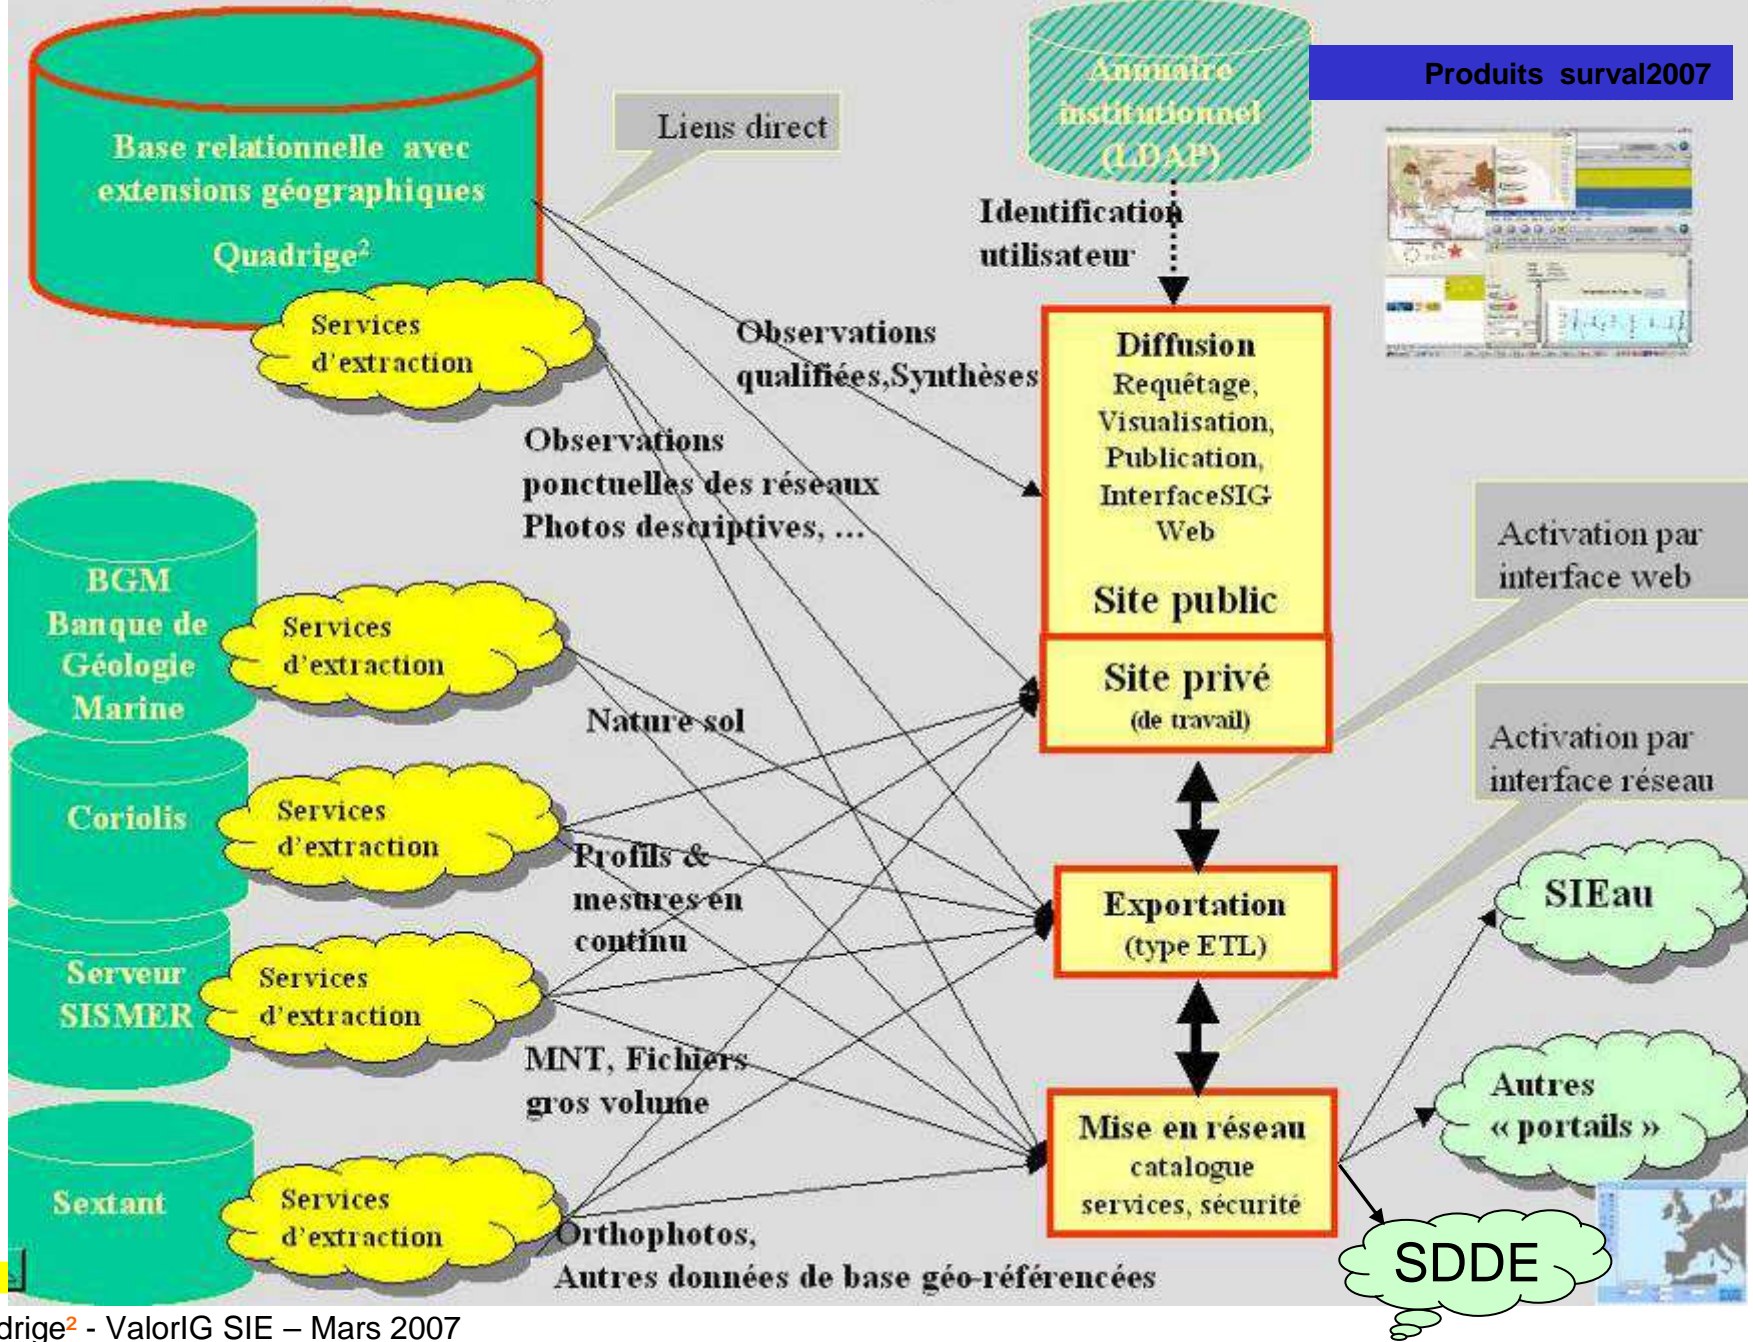 Produits surval2007
Annuaire
institutionnel
(LDAP)
Base relationnelle avec
extensions géographiques
Quadrige²
Liens direct
Identification
utilisateur
Services
d'extraction
Observations
qualifiées,Synthèses
Diffusion
Requêtage,
Visualisation,
Publication,
InterfaceSIG
Web
Site public
Site privé
(de travail)
Observations
ponctuelles des réseaux
Photos descriptives, ...
Activation par
interface web
BGM
Banque de
Géologie
Marine
Services
d'extraction
Nature sol
Activation par
interface réseau
Coriolis
Services
d'extraction
Profils &
mesures en
continu
Exportation
(type ETL)
SIEau
Serveur
SISMER
Services
d'extraction
MNT, Fichiers
gros volume
Mise en réseau
catalogue
services, sécurité
Autres
« portails »
Sextant
Services
d'extraction
Orthophotos,
Autres données de base géo-référencées
SDDE
drige² - ValorIG SIE – Mars 2007